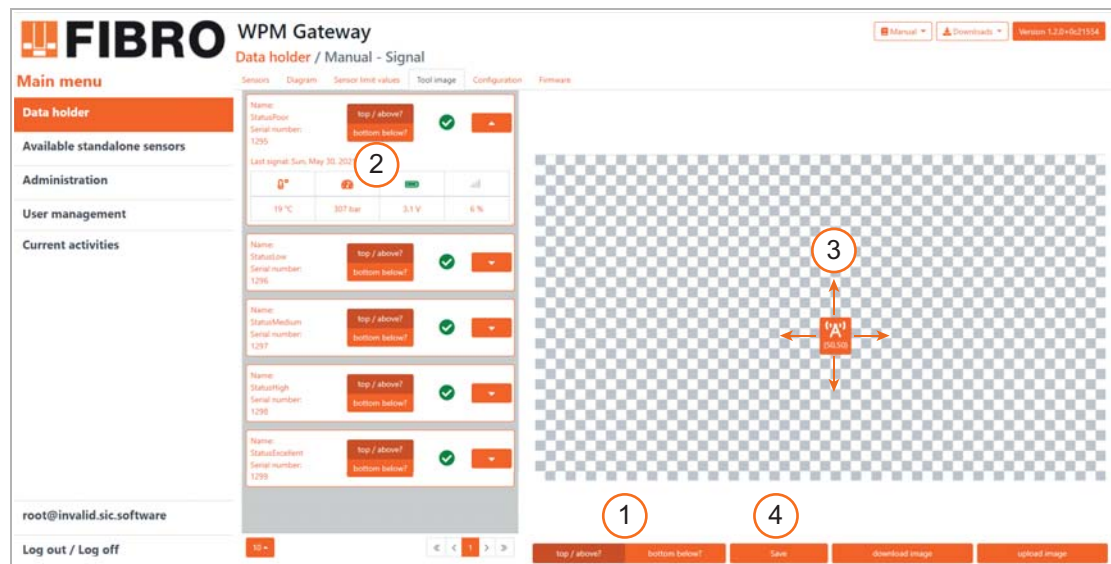 FIBRO
WPM Gateway
Manual
Downloads
Version 1.2.0+0c21554
Data holder / Manual - Signal
Main menu
Sensors Diagram Sensor limit values Tool image Configuration Firmware
Data holder
Available standalone sensors
Administration
User management
Current activities
root@invalid.sic.software
Log out / Log off
Name:
StatusPoor
Serial number:
1295
top / above?
bottom below?
Last signal: Sun, May 30, 202
2
19 °C 307 bar 3.1 V 6 %
Name:
StatusLow
Serial number:
1296
top / above?
bottom below?
Name:
StatusMedium
Serial number:
1297
top / above?
bottom below?
Name:
StatusHigh
Serial number:
1298
top / above?
bottom below?
Name:
StatusExcellent
Serial number:
1299
top / above?
bottom below?
10
« < 1 > »
3
(50,50)
1
4
top / above? bottom below? Save download image upload image